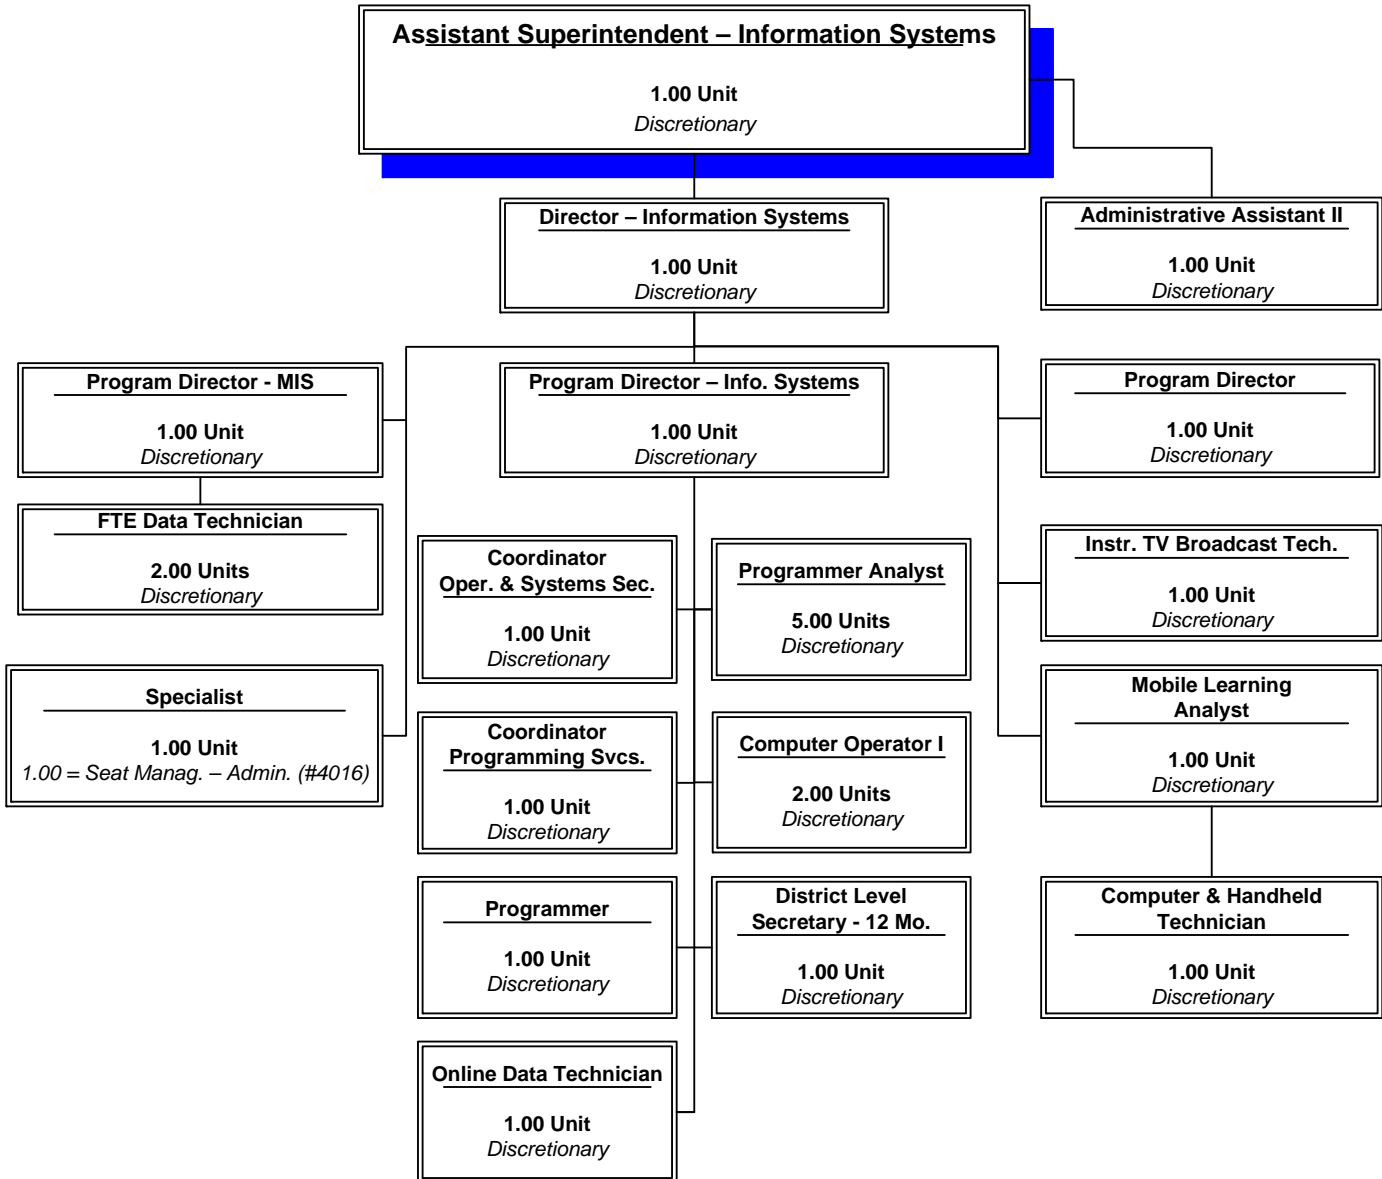 Assistant Superintendent – Information Systems
1.00 Unit
Discretionary
Director – Information Systems
1.00 Unit
Discretionary
Administrative Assistant II
1.00 Unit
Discretionary
Program Director - MIS
1.00 Unit
Discretionary
Program Director – Info. Systems
1.00 Unit
Discretionary
Program Director
1.00 Unit
Discretionary
FTE Data Technician
2.00 Units
Discretionary
Coordinator
Oper. & Systems Sec.
1.00 Unit
Discretionary
Programmer Analyst
5.00 Units
Discretionary
Instr. TV Broadcast Tech.
1.00 Unit
Discretionary
Specialist
1.00 Unit
1.00 = Seat Manag. – Admin. (#4016)
Coordinator
Programming Svcs.
1.00 Unit
Discretionary
Computer Operator I
2.00 Units
Discretionary
Mobile Learning
Analyst
1.00 Unit
Discretionary
Programmer
1.00 Unit
Discretionary
District Level
Secretary - 12 Mo.
1.00 Unit
Discretionary
Computer & Handheld
Technician
1.00 Unit
Discretionary
Online Data Technician
1.00 Unit
Discretionary